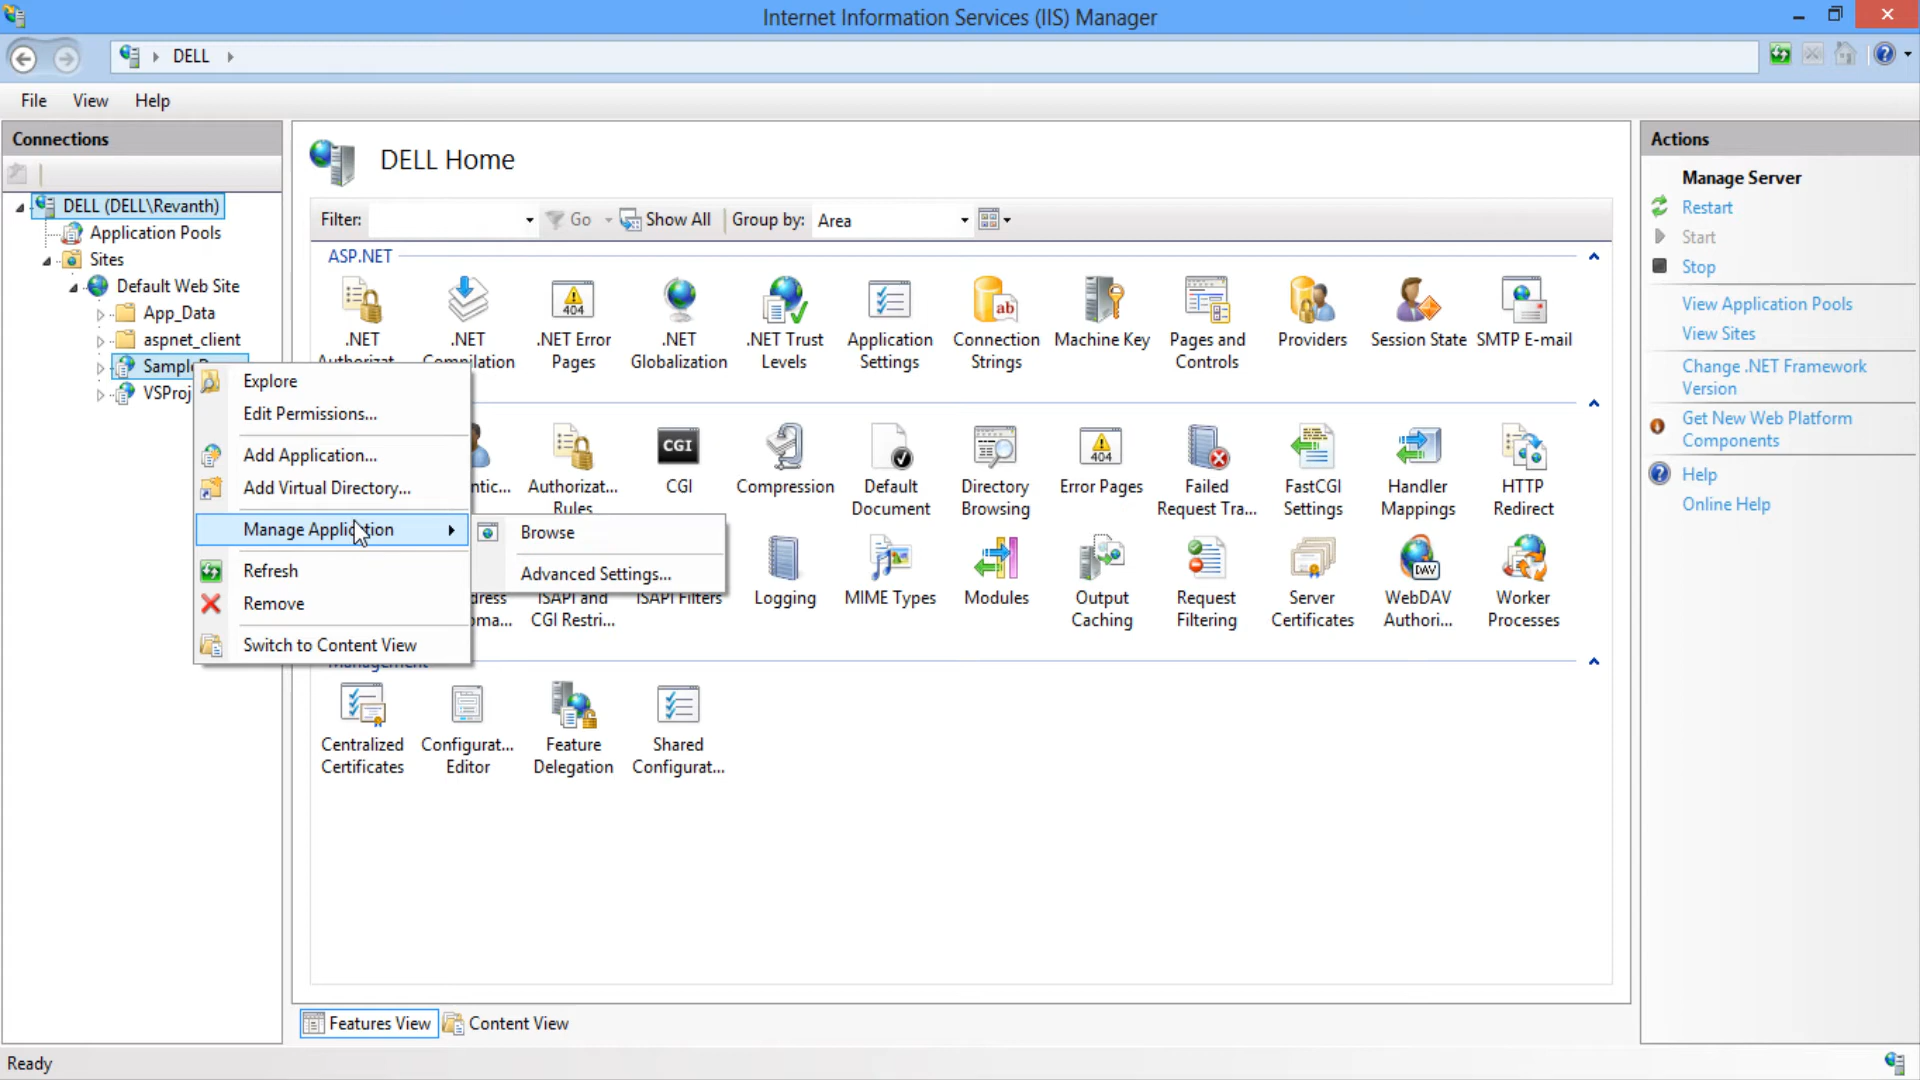 Internet Information Services (IIS) Manager
DELL
File View Help
Connections
DELL (DELL\Revanth)
Application Pools
Sites
Default Web Site
App_Data
aspnet_client
Explore
Edit Permissions...
Add Application...
Add Virtual Directory...
Manage Application
Refresh
Remove
Switch to Content View
Browse
Advanced Settings...
DELL Home
Filter: Go Show All Group by: Area
ASP.NET
.NET
.NET
Compilation
.NET Error
Pages
.NET
Globalization
.NET Trust
Levels
Application
Settings
Connection
Strings
Machine Key
Pages and
Controls
Providers
Session State
SMTP E-mail
Authorizat...
Rules
CGI
CGI
Compression
Default
Document
Directory
Browsing
404
Error Pages
Failed
Request Tra...
FastCGI
Settings
Handler
Mappings
HTTP
Redirect
ISAPI and
CGI Restri...
ISAPI Filters
Logging
MIME Types
Modules
Output
Caching
Request
Filtering
Server
Certificates
DAV
WebDAV
Authori...
Worker
Processes
Management
Centralized
Certificates
Configurat...
Editor
Feature
Delegation
Shared
Configurat...
Features View
Content View
Actions
Manage Server
Restart
Start
Stop
View Application Pools
View Sites
Change .NET Framework
Version
Get New Web Platform
Components
Help
Online Help
Ready